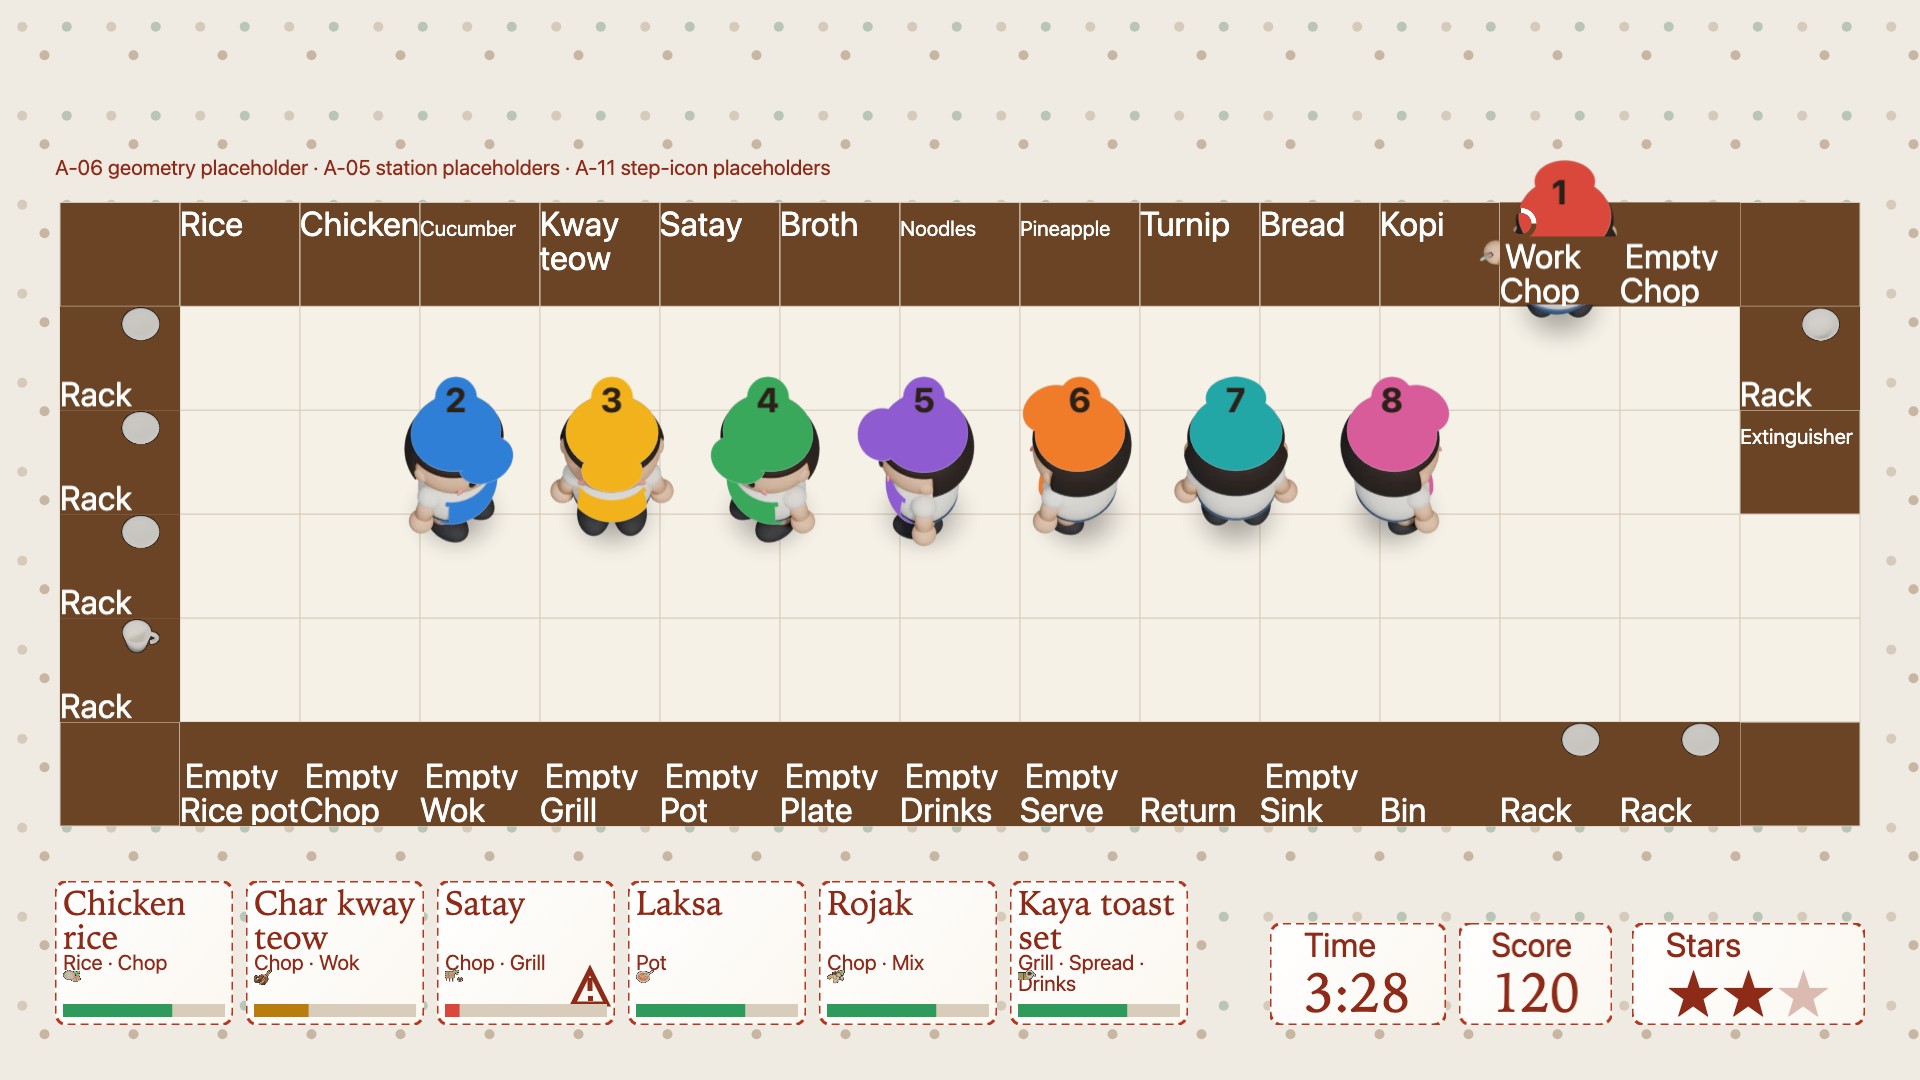 A-06 geometry placeholder · A-05 station placeholders · A-11 step-icon placeholders
1
Rice
Chicken
Cucumber
Kway
teow
Satay
Broth
Noodles
Pineapple
Turnip
Bread
Kopi
Work
Chop
Empty
Chop
Rack
Rack
Rack
Rack
Rack
Extinguisher
2
3
4
5
6
7
8
Empty
Rice pot
Empty
Chop
Empty
Wok
Empty
Grill
Empty
Pot
Empty
Plate
Empty
Drinks
Empty
Serve
Return
Empty
Sink
Bin
Rack
Rack
Chicken
rice
Rice · Chop
Char kway
teow
Chop · Wok
Satay
Chop · Grill
Laksa
Pot
Rojak
Chop · Mix
Kaya toast
set
Grill · Spread ·
Drinks
Time
3:28
Score
120
Stars